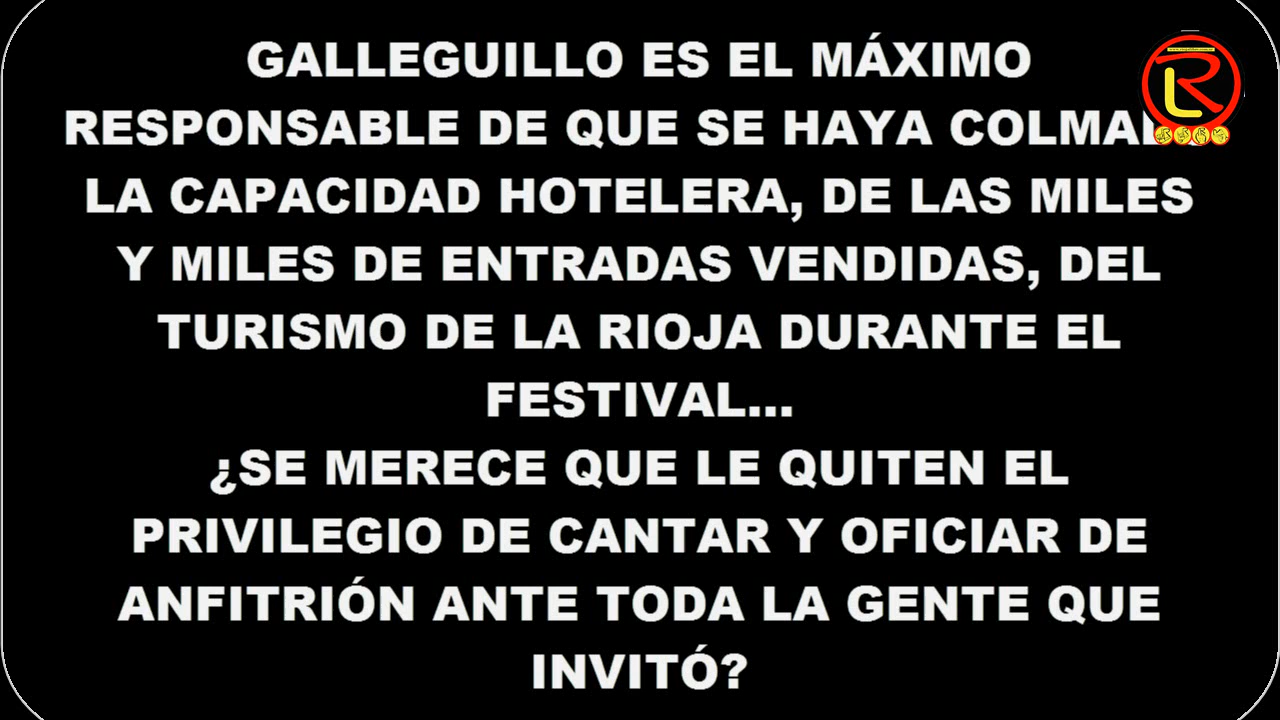 GALLEGUILLO ES EL MÁXIMO
RESPONSABLE DE QUE SE HAYA
LA CAPACIDAD HOTELERA, DE LAS MILES
Y MILES DE ENTRADAS VENDIDAS, DEL
TURISMO DE LA RIOJA DURANTE EL
FESTIVAL...
¿SE MERECE QUE LE QUITEN EL
PRIVILEGIO DE CANTAR Y OFICIAR DE
ANFITRIÓN ANTE TODA LA GENTE QUE
INVITÓ?